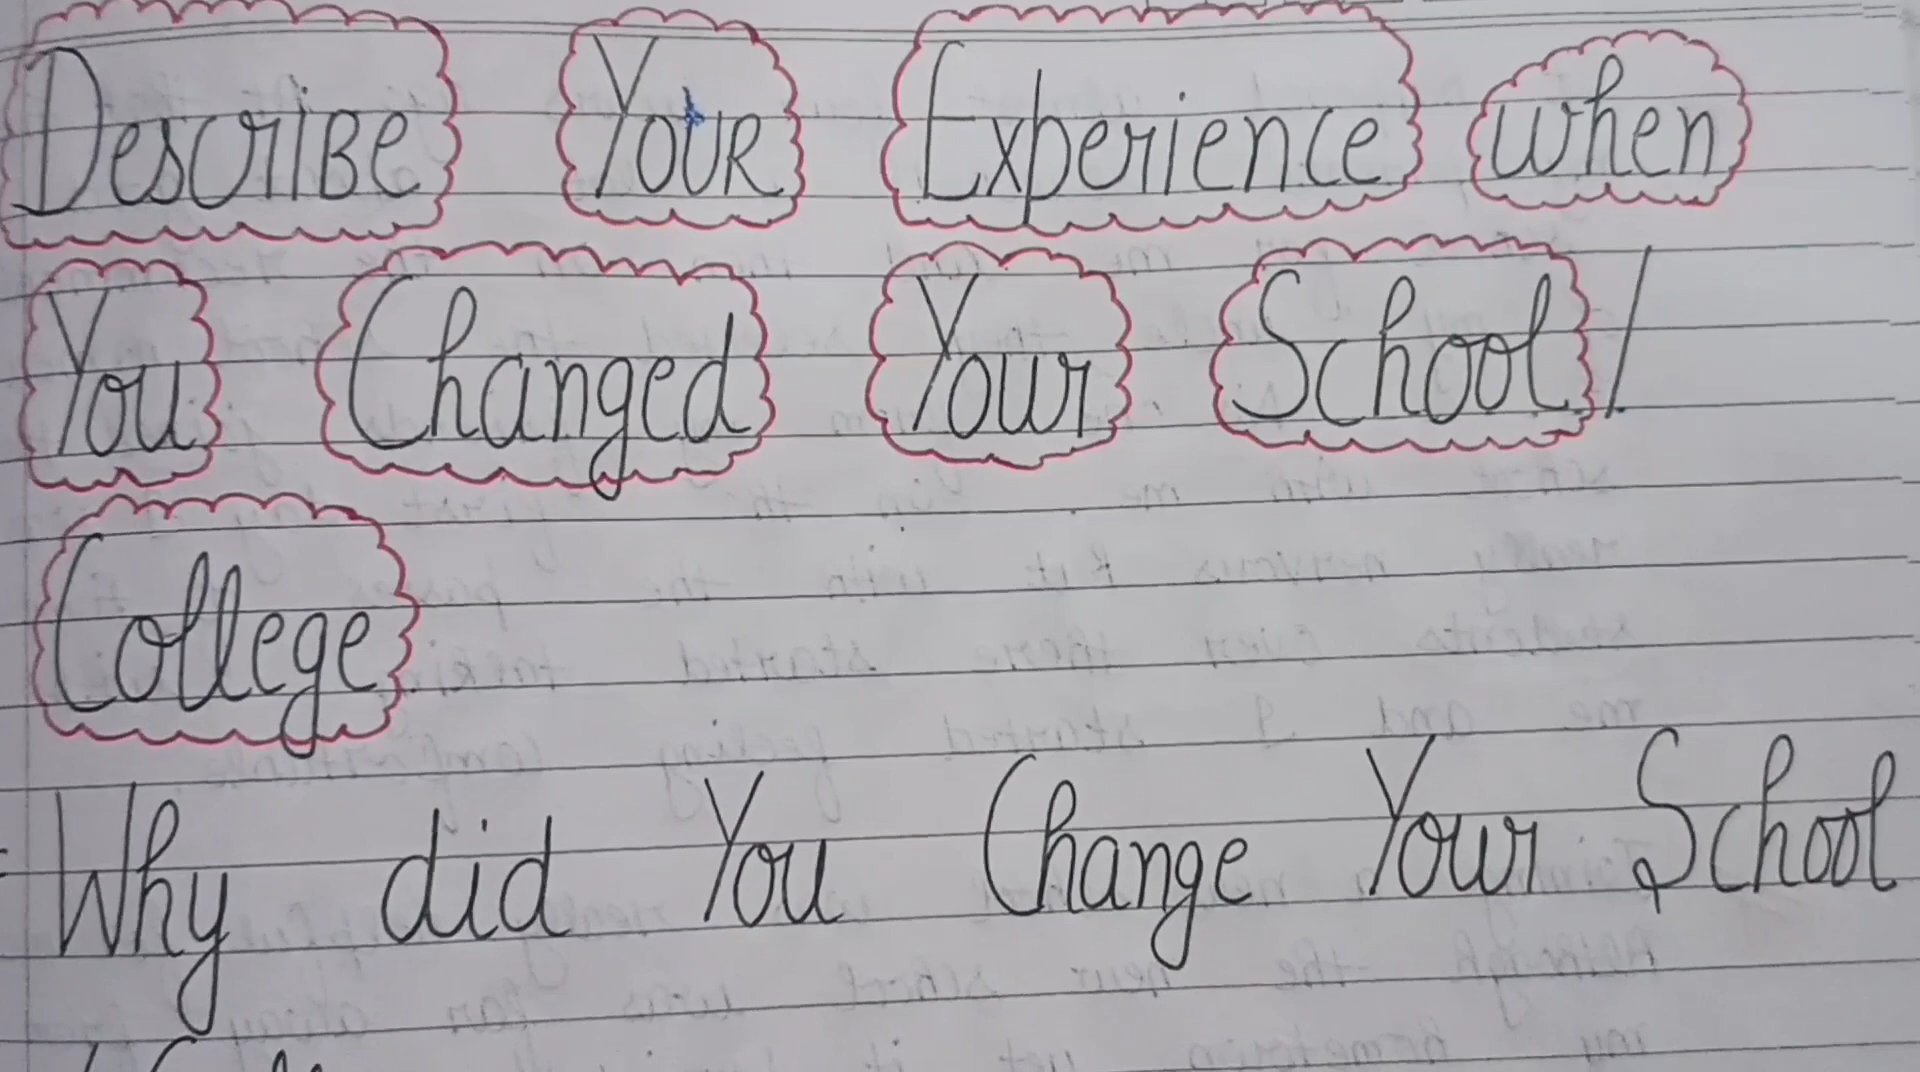 Describe Your Experience when
You Changed Your School/
College
Why did You Change Your School